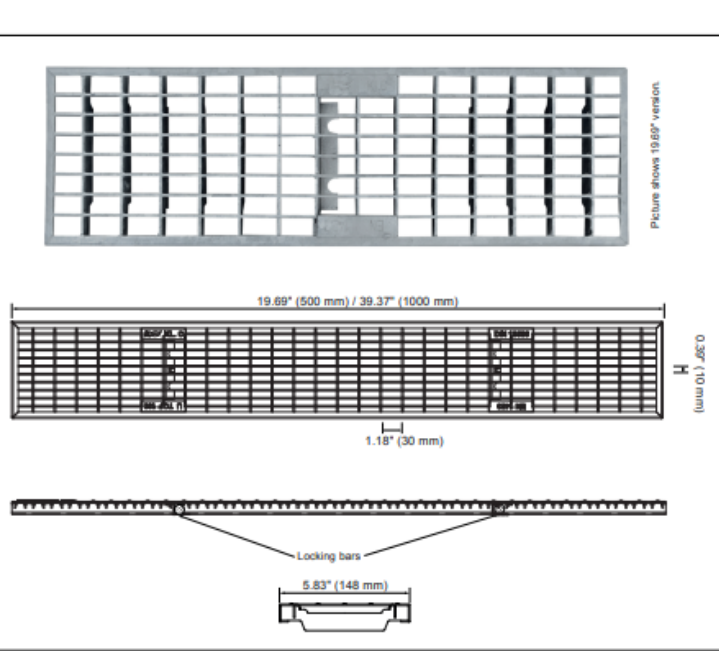 Picture shows 19.69" version.
19.69" (500 mm) / 39.37" (1000 mm)
0.39" (10 mm)
1.18" (30 mm)
Locking bars
5.83" (148 mm)